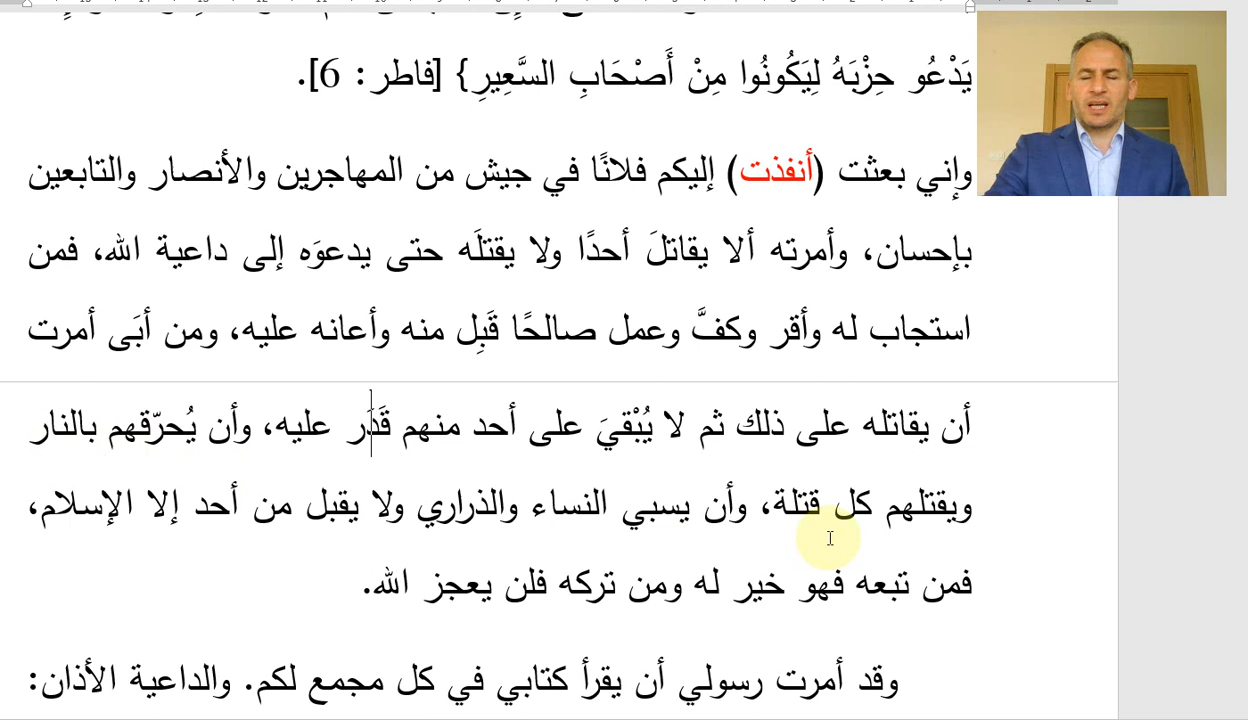 يَدْعُو حِزْبَهُ لِيَكُونُوا مِنْ أَصْحَابِ السَّعِيرِ} [فاطر: 6].
وإني بعثت (أنفذت) إليكم فلانًا في جيش من المهاجرين والأنصار والتابعين
بإحسان، وأمرته ألا يقاتلَ أحدًا ولا يقتلَه حتى يدعوَه إلى داعية الله، فمن
استجاب له وأقر وكفَّ وعمل صالحًا قَبِل منه وأعانه عليه، ومن أبَى أمرت
أن يقاتله على ذلك ثم لا يُبْقيَ على أحد منهم قَدَر عليه، وأن يُحرّقهم بالنار
ويقتلهم كل قتلة، وأن يسبي النساء والذراري ولا يقبل من أحد إلا الإسلام،
فمن تبعه فهو خير له ومن تركه فلن يعجز الله.
وقد أمرت رسولي أن يقرأ كتابي في كل مجمع لكم. والداعية الأذان: